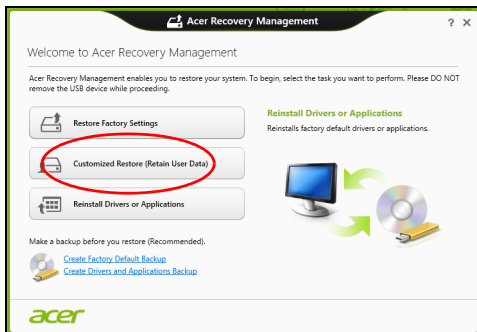 Acer Recovery Management
? X
Welcome to Acer Recovery Management
Acer Recovery Management enables you to restore your system. To begin, select the task you want to perform. Please DO NOT
remove the USB device while proceeding.
Restore Factory Settings
Customized Restore (Retain User Data)
Reinstall Drivers or Applications
Reinstall Drivers or Applications
Reinstalls factory default drivers or applications.
Make a backup before you restore (Recommended).
Create Factory Default Backup
Create Drivers and Applications Backup
acer